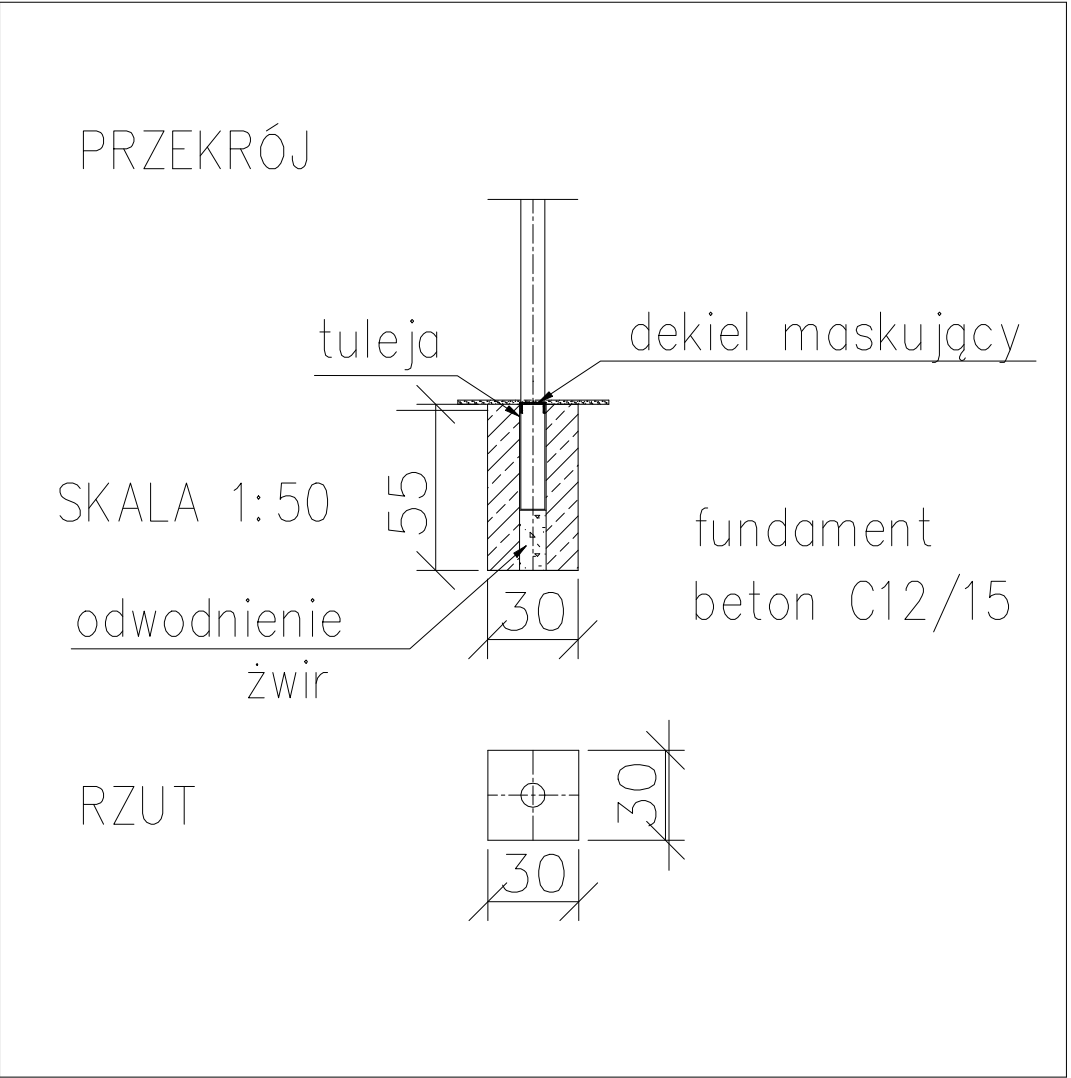 PRZEKRÓJ
tuleja
dekiel maskujący
SKALA 1:50
55
fundament
beton C12/15
odwodnienie
żwir
30
RZUT
30
30